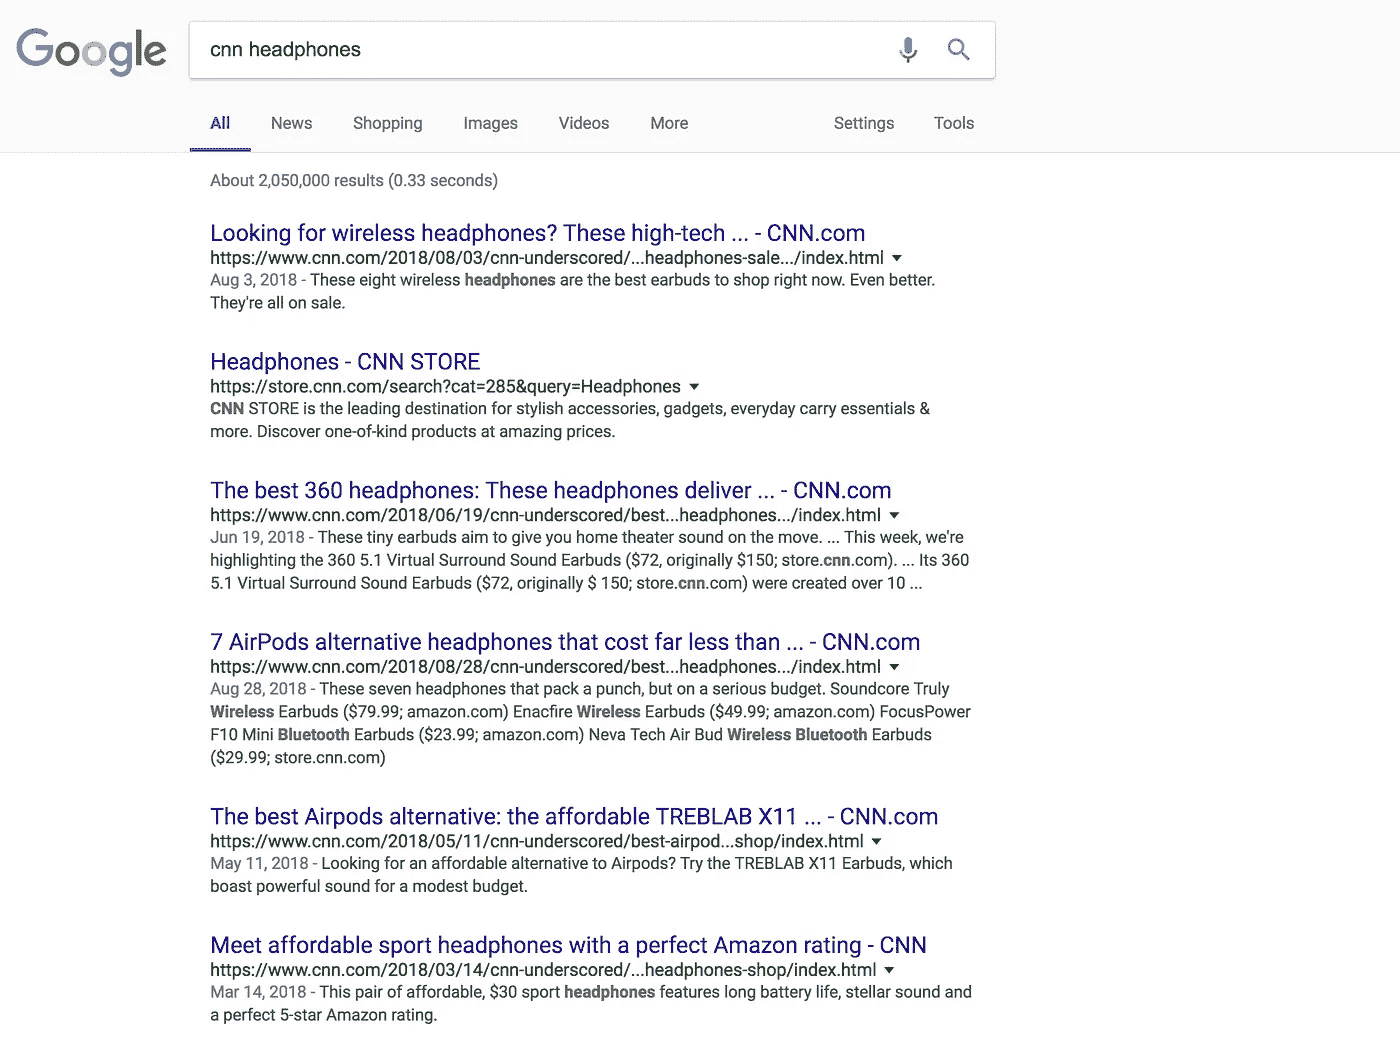 Google
cnn headphones
All News Shopping Images Videos More Settings Tools
About 2,050,000 results (0.33 seconds)
Looking for wireless headphones? These high-tech ... - CNN.com
https://www.cnn.com/2018/08/03/cnn-underscored/...headphones-sale.../index.html
Aug 3, 2018 - These eight wireless headphones are the best earbuds to shop right now. Even better.
They're all on sale.
Headphones - CNN STORE
https://store.cnn.com/search?cat=285&query=Headphones
CNN STORE is the leading destination for stylish accessories, gadgets, everyday carry essentials &
more. Discover one-of-kind products at amazing prices.
The best 360 headphones: These headphones deliver ... - CNN.com
https://www.cnn.com/2018/06/19/cnn-underscored/best...headphones.../index.html
Jun 19, 2018 - These tiny earbuds aim to give you home theater sound on the move. ... This week, we're
highlighting the 360 5.1 Virtual Surround Sound Earbuds ($72, originally $150; store.cnn.com). ... Its 360
5.1 Virtual Surround Sound Earbuds ($72, originally $ 150; store.cnn.com) were created over 10 ...
7 AirPods alternative headphones that cost far less than ... - CNN.com
https://www.cnn.com/2018/08/28/cnn-underscored/best...headphones.../index.html
Aug 28, 2018 - These seven headphones that pack a punch, but on a serious budget. Soundcore Truly
Wireless Earbuds ($79.99; amazon.com) Enacfire Wireless Earbuds ($49.99; amazon.com) FocusPower
F10 Mini Bluetooth Earbuds ($23.99; amazon.com) Neva Tech Air Bud Wireless Bluetooth Earbuds
($29.99; store.cnn.com)
The best Airpods alternative: the affordable TREBLAB X11 ... - CNN.com
https://www.cnn.com/2018/05/11/cnn-underscored/best-airpod...shop/index.html
May 11, 2018 - Looking for an affordable alternative to Airpods? Try the TREBLAB X11 Earbuds, which
boast powerful sound for a modest budget.
Meet affordable sport headphones with a perfect Amazon rating - CNN
https://www.cnn.com/2018/03/14/cnn-underscored/...headphones-shop/index.html
Mar 14, 2018 - This pair of affordable, $30 sport headphones features long battery life, stellar sound and
a perfect 5-star Amazon rating.